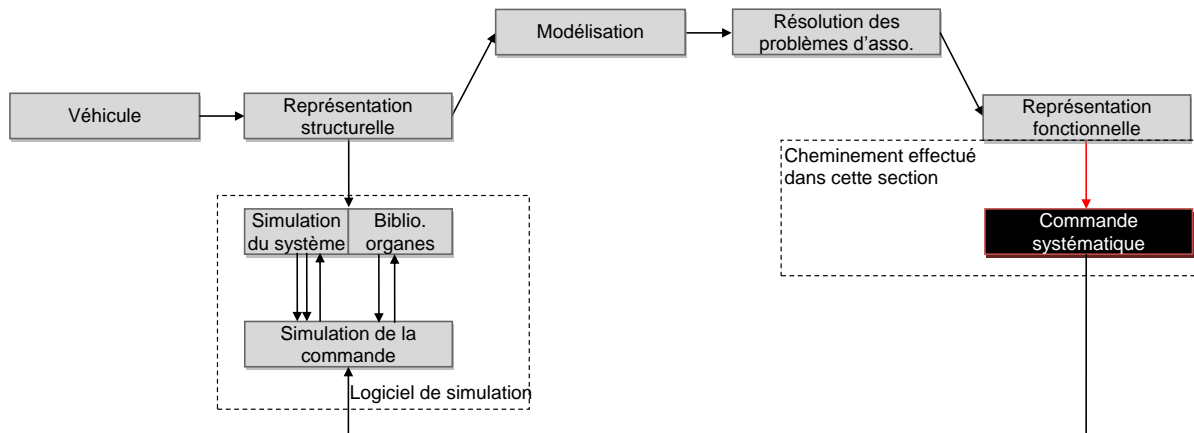 Modélisation
Résolution des
problèmes d'asso.
Véhicule
Représentation
structurelle
Représentation
fonctionnelle
Cheminement effectué
dans cette section
Simulation
du système
Biblio.
organes
Commande
systématique
Simulation de la
commande
Logiciel de simulation